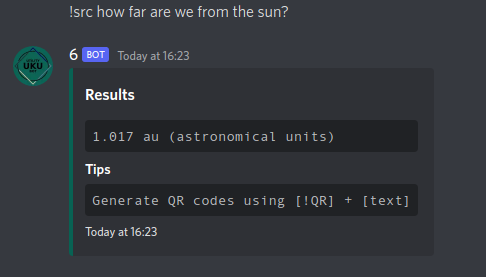 !src how far are we from the sun?
UKU
6 BOT Today at 16:23
Results
1.017 au (astronomical units)
Tips
Generate QR codes using [!QR] + [text]
Today at 16:23